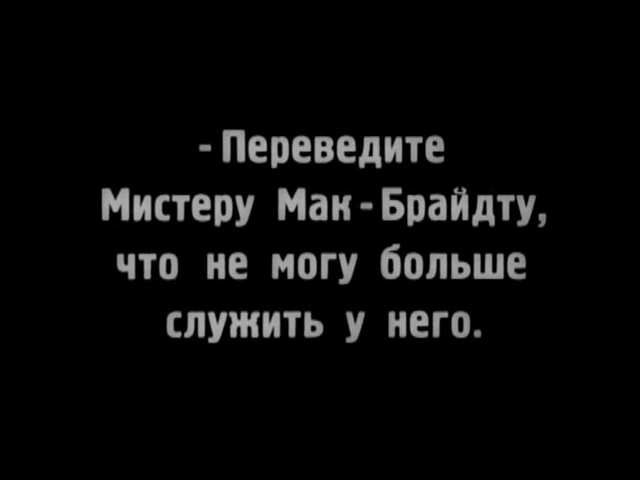 - Переведите
Мистеру Мак - Брайдту,
что не могу больше
служить у него.